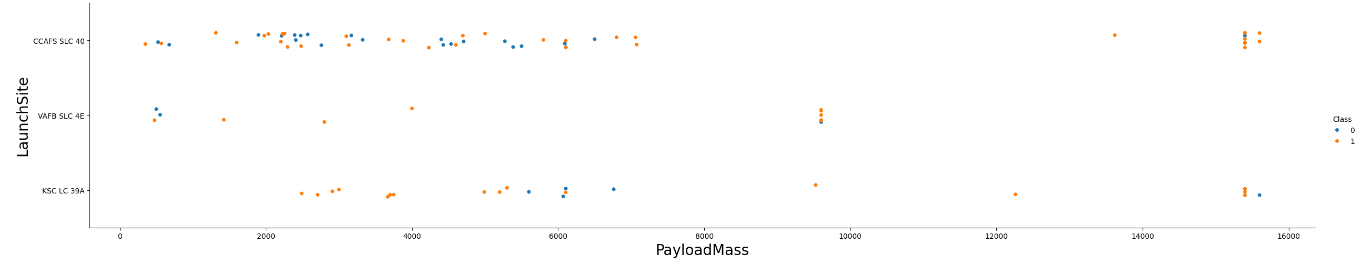 LaunchSite
CCAFS SLC 40
VAFB SLC 4E
KSC LC 39A
0 2000 4000 6000 8000 10000 12000 14000 16000
PayloadMass
Class
0
1